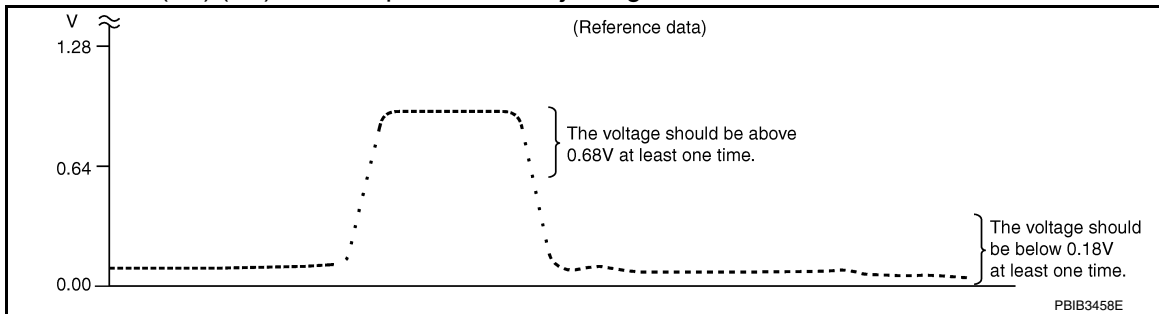 V
(Reference data)
1.28
The voltage should be above
0.68V at least one time.
0.64
The voltage should
be below 0.18V
at least one time.
0.00
PBIB3458E